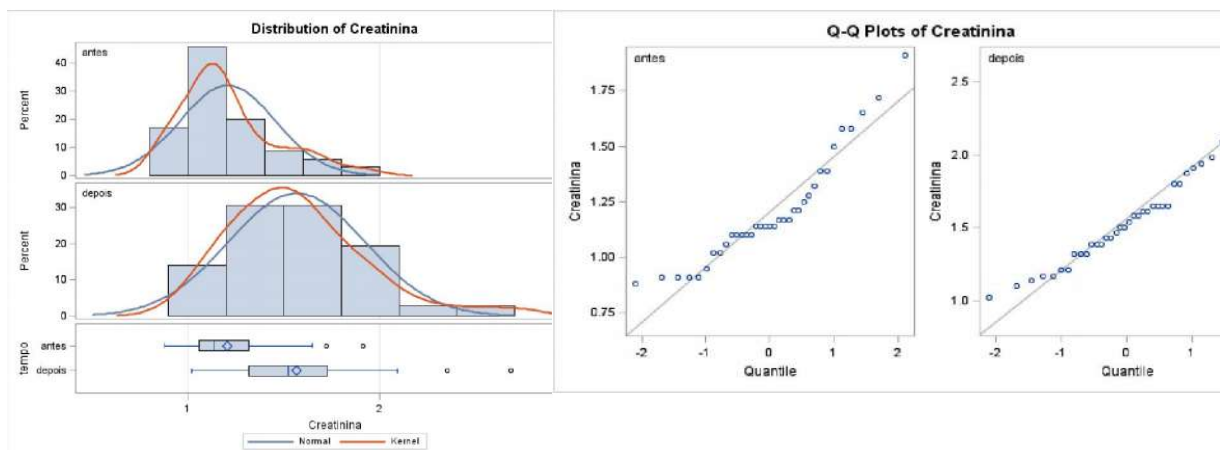 Distribution of Creatinina
antes
40
30
20
10
0
Percent
depois
30
20
10
0
Percent
tempo
antes
depois
1 2
Creatinina
Normal Kernel
Q-Q Plots of Creatinina
antes
1.75
1.50
1.25
1.00
0.75
Creatinina
-2 -1 0 1 2
Quantile
depois
2.5
2.0
1.5
1.0
Creatinina
-2 -1 0 1
Quantile